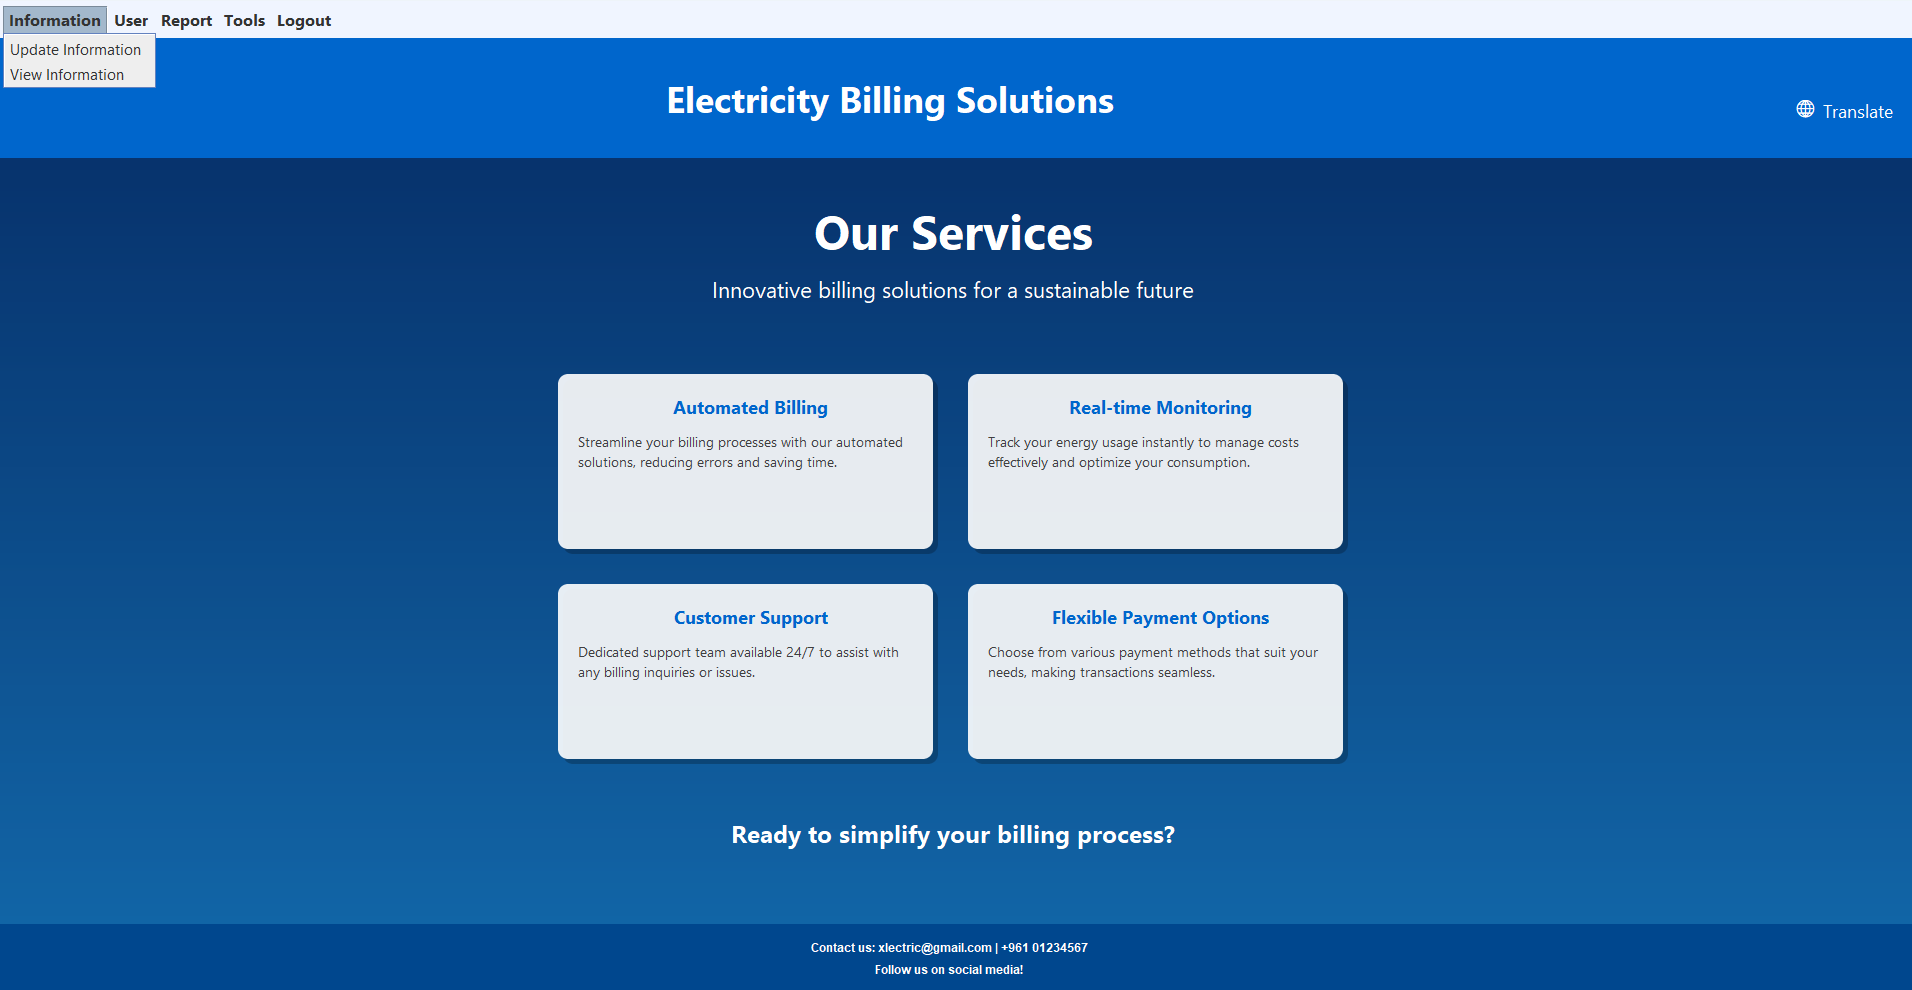 Information User Report Tools Logout
Update Information
View Information
Electricity Billing Solutions
Translate
Our Services
Innovative billing solutions for a sustainable future
Automated Billing
Streamline your billing processes with our automated
solutions, reducing errors and saving time.
Real-time Monitoring
Track your energy usage instantly to manage costs
effectively and optimize your consumption.
Customer Support
Dedicated support team available 24/7 to assist with
any billing inquiries or issues.
Flexible Payment Options
Choose from various payment methods that suit your
needs, making transactions seamless.
Ready to simplify your billing process?
Contact us: xlectric@gmail.com | +961 01234567
Follow us on social media!